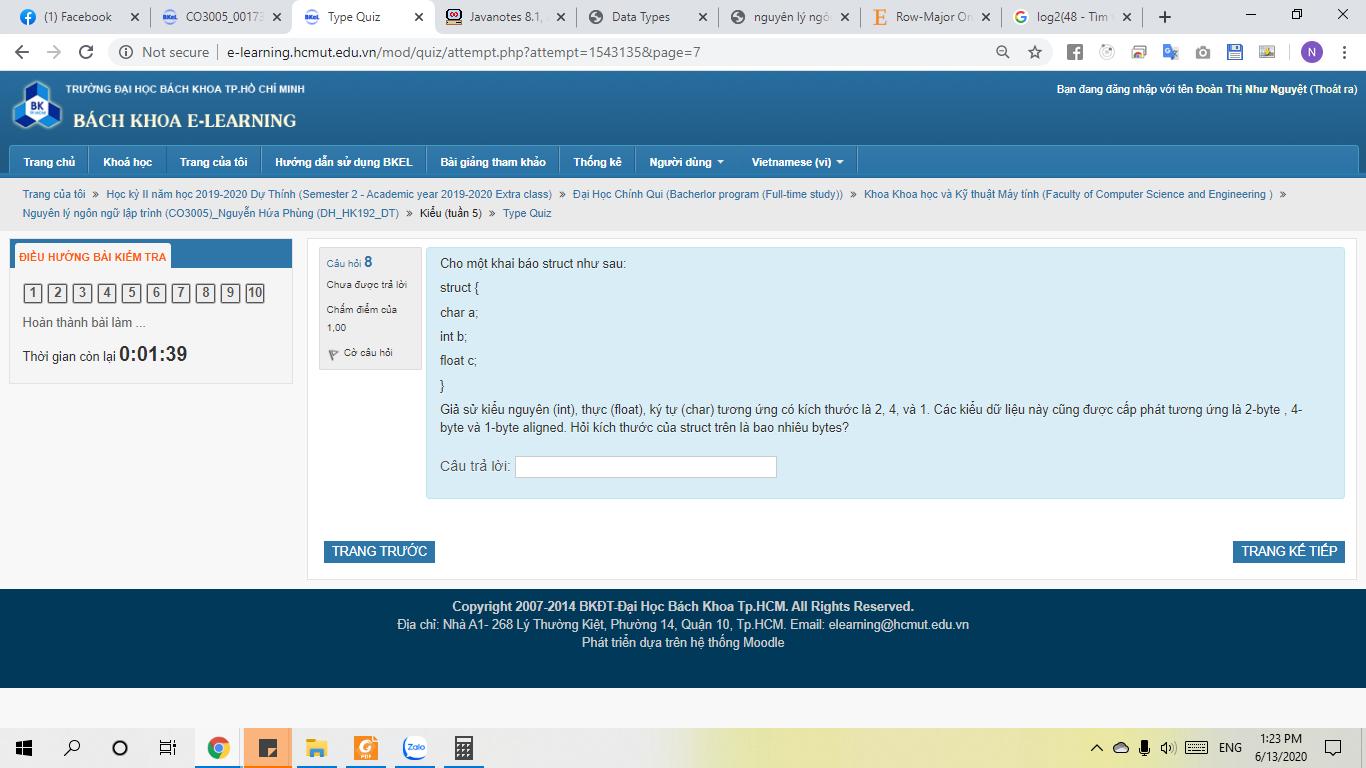 (1) Facebook
CO3005_00173
Type Quiz
Javanotes 8.1,
Data Types
nguyên lý ngôn
Row-Major Or
log2(48 - Tìm
Not secure
e-learning.hcmut.edu.vn/mod/quiz/attempt.php?attempt=1543135&page=7
N
BK
TP.HCM
TRƯỜNG ĐẠI HỌC BÁCH KHOA TP.HỒ CHÍ MINH
BÁCH KHOA E-LEARNING
Bạn đang đăng nhập với tên Đoàn Thị Như Nguyệt (Thoát ra)
Trang chủ
Khoá học
Trang của tôi
Hướng dẫn sử dụng BKEL
Bài giảng tham khảo
Thống kê
Người dùng
Vietnamese (vi)
Trang của tôi » Học kỳ II năm học 2019-2020 Dự Thính (Semester 2 - Academic year 2019-2020 Extra class) » Đại Học Chính Qui (Bacherlor program (Full-time study)) » Khoa Khoa học và Kỹ thuật Máy tính (Faculty of Computer Science and Engineering ) »
Nguyên lý ngôn ngữ lập trình (CO3005)_Nguyễn Hứa Phùng (DH_HK192_DT) » Kiểu (tuần 5) » Type Quiz
ĐIỀU HƯỚNG BÀI KIỂM TRA
1 2 3 4 5 6 7 8 9 10
Hoàn thành bài làm ...
Thời gian còn lại 0:01:39
Câu hỏi 8
Chưa được trả lời
Chấm điểm của
1,00
Cờ câu hỏi
Cho một khai báo struct như sau:
struct {
char a;
int b;
float c;
}
Giả sử kiểu nguyên (int), thực (float), ký tự (char) tương ứng có kích thước là 2, 4, và 1. Các kiểu dữ liệu này cũng được cấp phát tương ứng là 2-byte , 4-
byte và 1-byte aligned. Hỏi kích thước của struct trên là bao nhiêu bytes?
Câu trả lời:
TRANG TRƯỚC
TRANG KẾ TIẾP
Copyright 2007-2014 BKĐT-Đại Học Bách Khoa Tp.HCM. All Rights Reserved.
Địa chỉ: Nhà A1- 268 Lý Thường Kiệt, Phường 14, Quận 10, Tp.HCM. Email: elearning@hcmut.edu.vn
Phát triển dựa trên hệ thống Moodle
PDF
Zalo
ENG
1:23 PM
6/13/2020